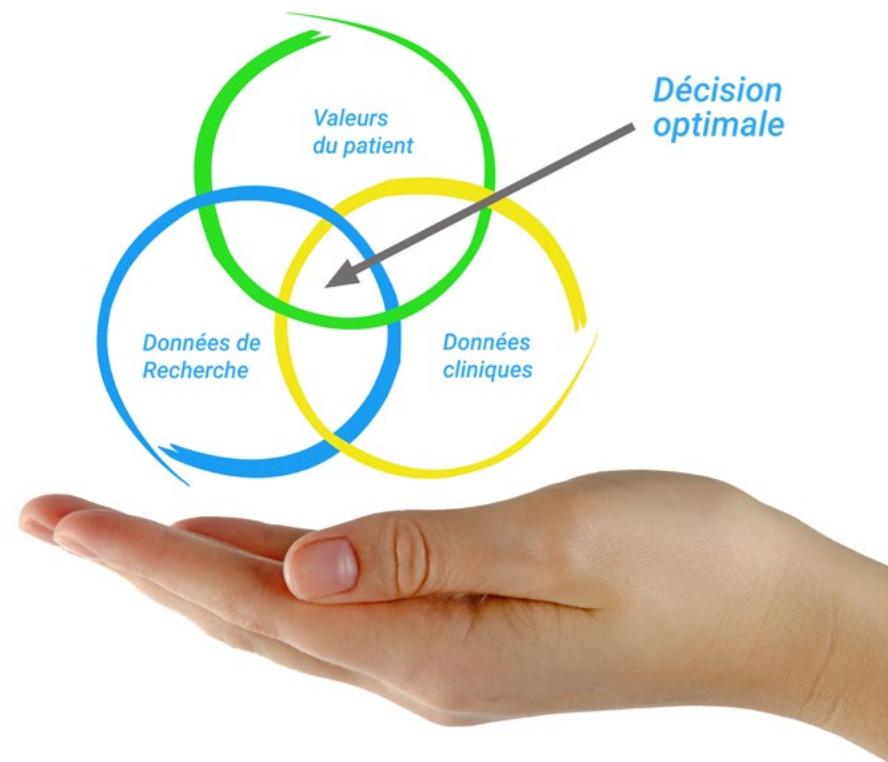 Valeurs
du patient
Décision
optimale
Données de
Recherche
Données
cliniques